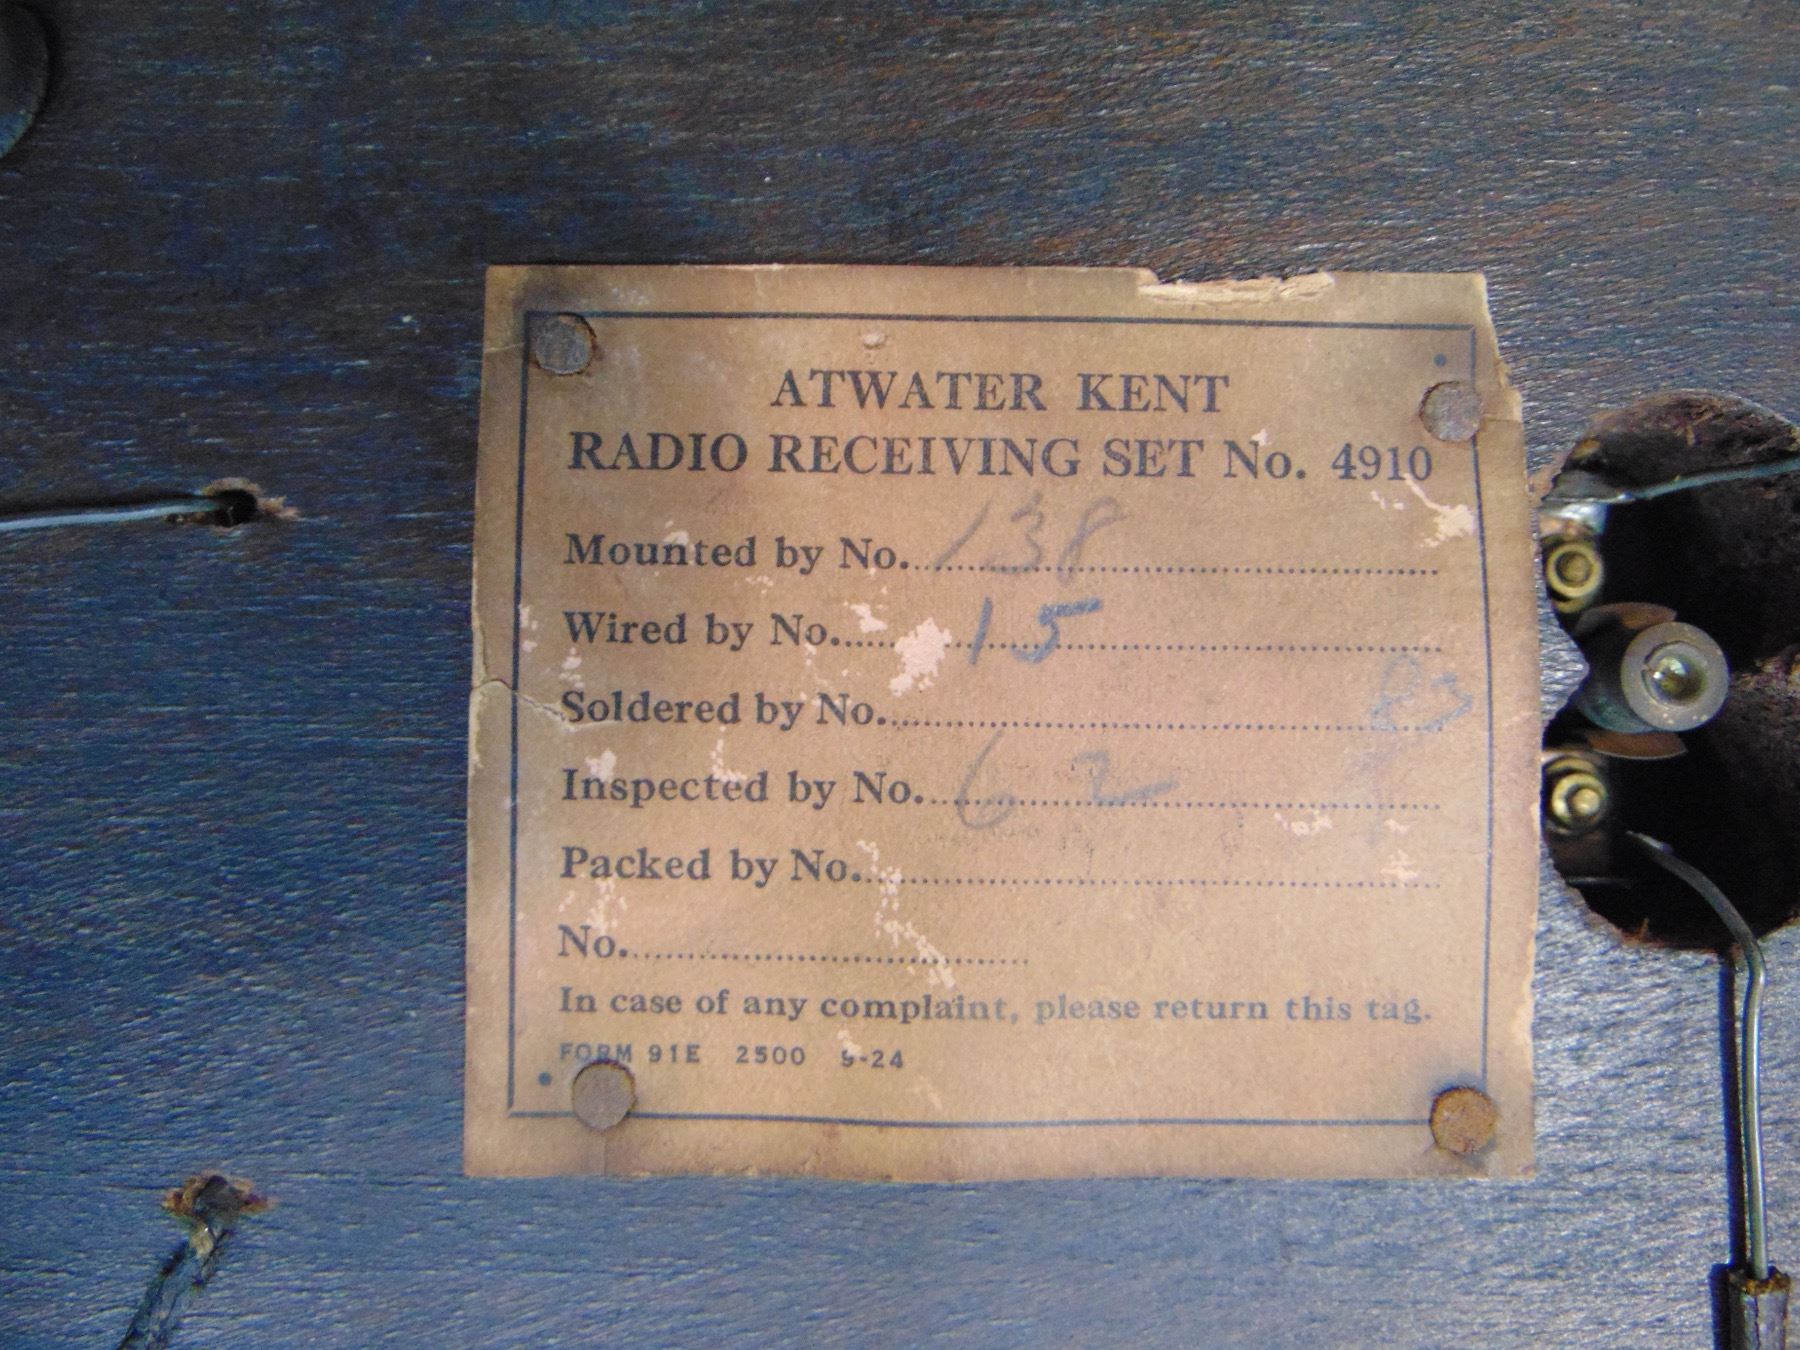 ATWATER KENT
RADIO RECEIVING SET No. 4910
Mounted by No. 138
Wired by No. 15
Soldered by No.
Inspected by No. 62
Packed by No.
No.
In case of any complaint, please return this tag.
FORM 91E 2500 9-24